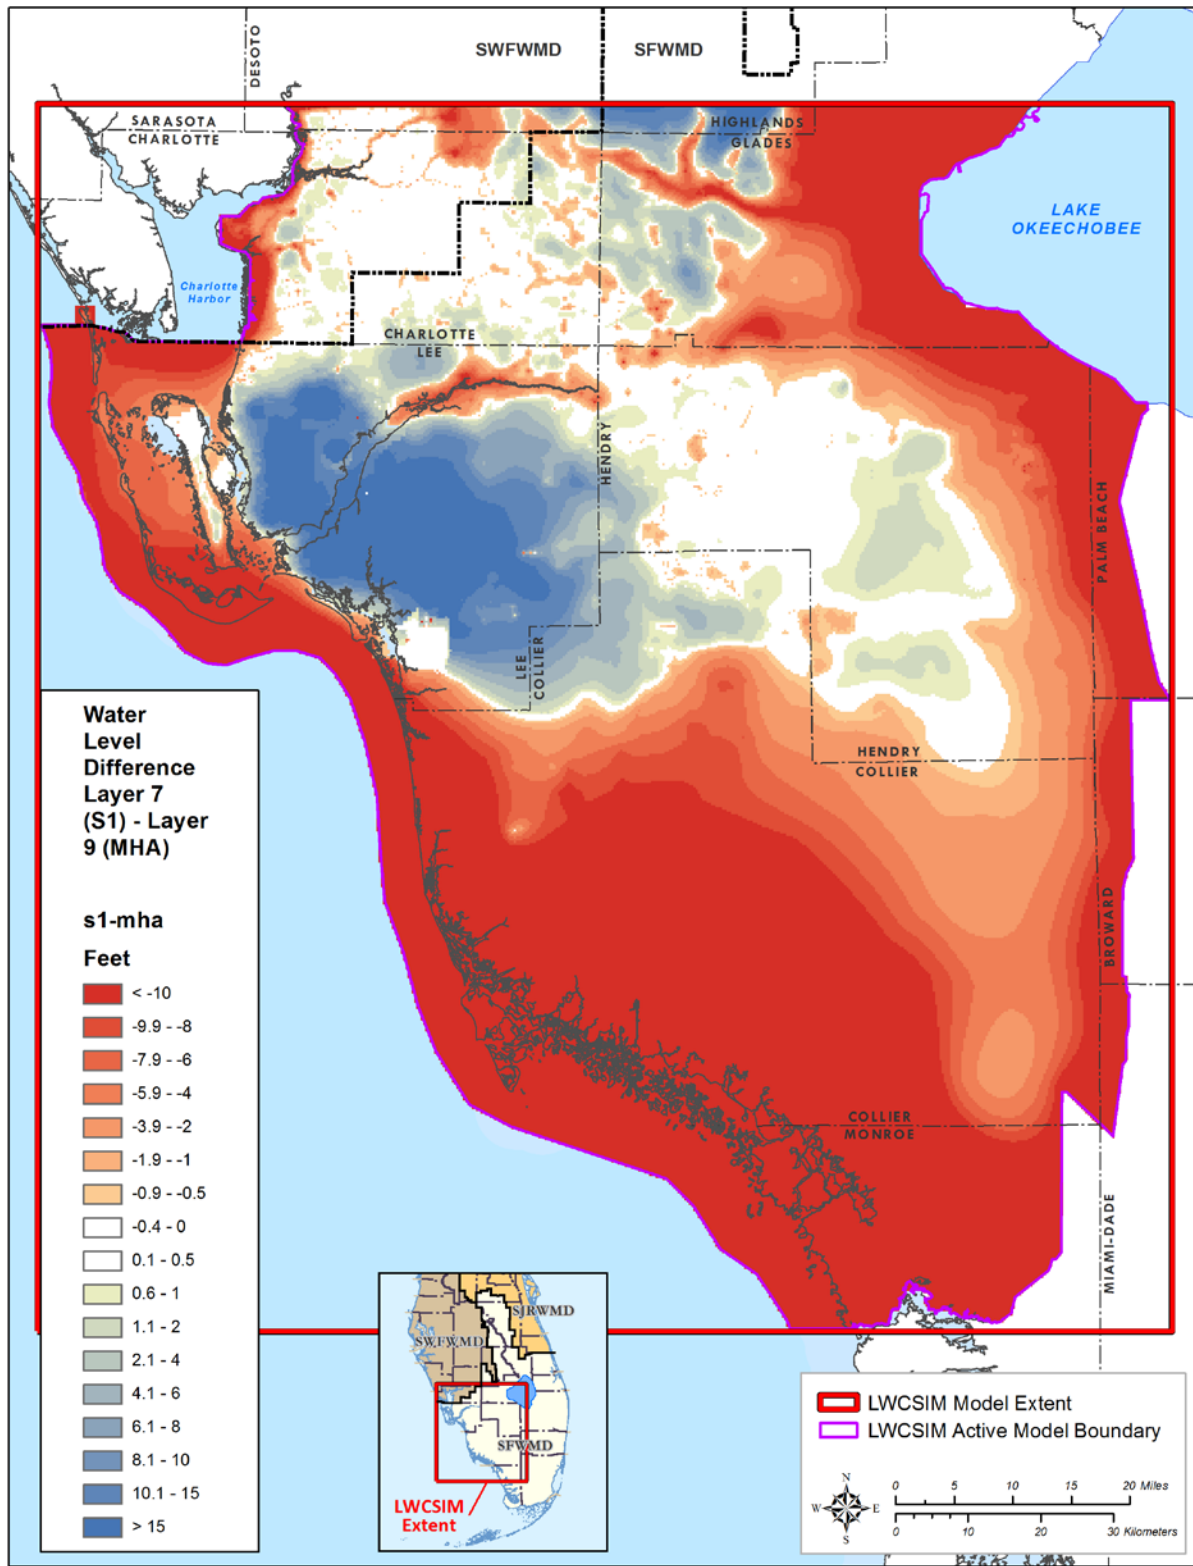 SWFWMD
SFWMD
DESOTO
SARASOTA
CHARLOTTE
HIGHLANDS
GLADES
LAKE
OKEECHOBEE
Charlotte
Harbor
CHARLOTTE
LEE
HENDRY
PALM BEACH
LEE
COLLIER
HENDRY
COLLIER
BROWARD
COLLIER
MONROE
MIAMI-DADE
Water
Level
Difference
Layer 7
(S1) - Layer
9 (MHA)
s1-mha
Feet
< -10
-9.9 - -8
-7.9 - -6
-5.9 - -4
-3.9 - -2
-1.9 - -1
-0.9 - -0.5
-0.4 - 0
0.1 - 0.5
0.6 - 1
1.1 - 2
2.1 - 4
4.1 - 6
6.1 - 8
8.1 - 10
10.1 - 15
> 15
SJRWMD
SWFWMD
SFWMD
LWCSIM
Extent
LWCSIM Model Extent
LWCSIM Active Model Boundary
N
W E
S
0 5 10 15 20 Miles
0 10 20 30 Kilometers